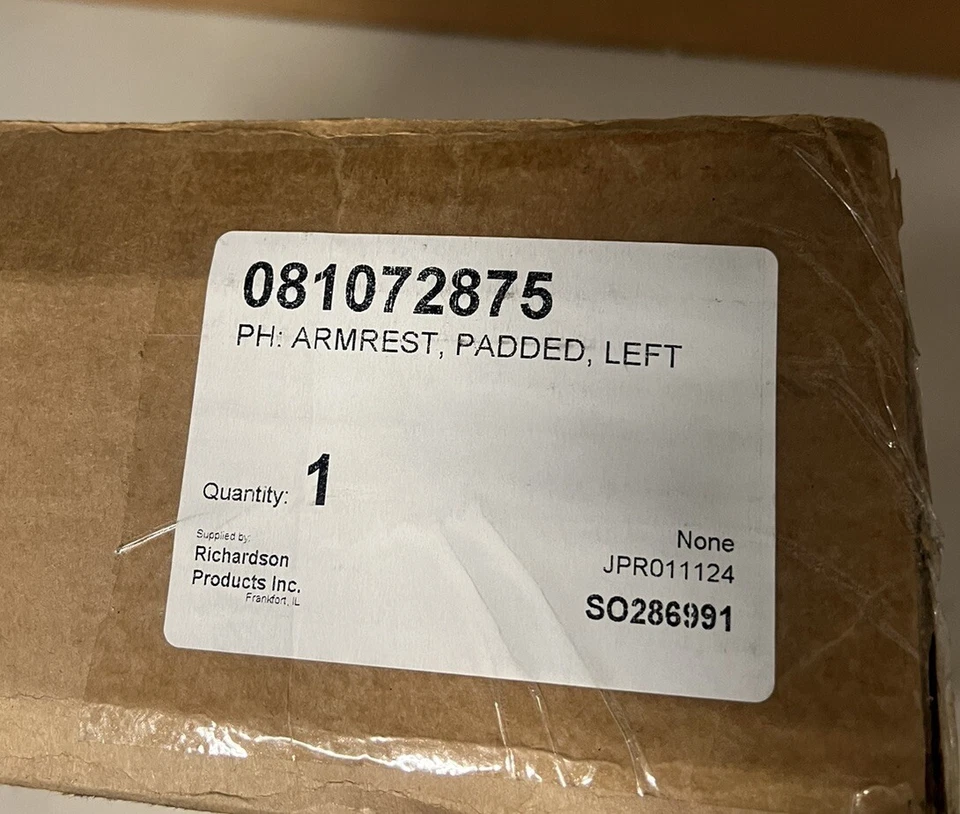 081072875
PH: ARMREST, PADDED, LEFT
Quantity: 1
Supplied by:
Richardson
Products Inc.
Frankfort, IL
None
JPR011124
SO286991